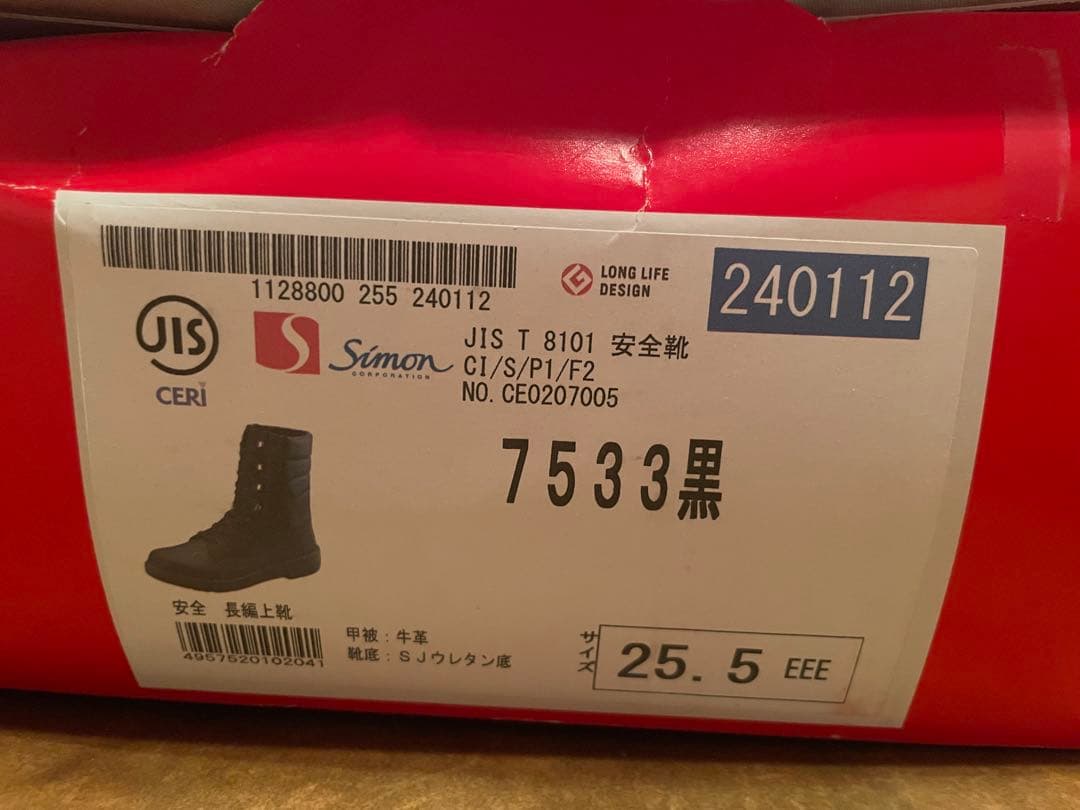 1128800 255 240112
LONG LIFE
DESIGN
240112
JIS
CERI
Simon
CORPORATION
JIS T 8101 安全靴
CI/S/P1/F2
NO. CE0207005
7533黒
安全 長編上靴
4957520102041
甲被:牛革
靴底:SJウレタン底
サイズ
25.5 EEE